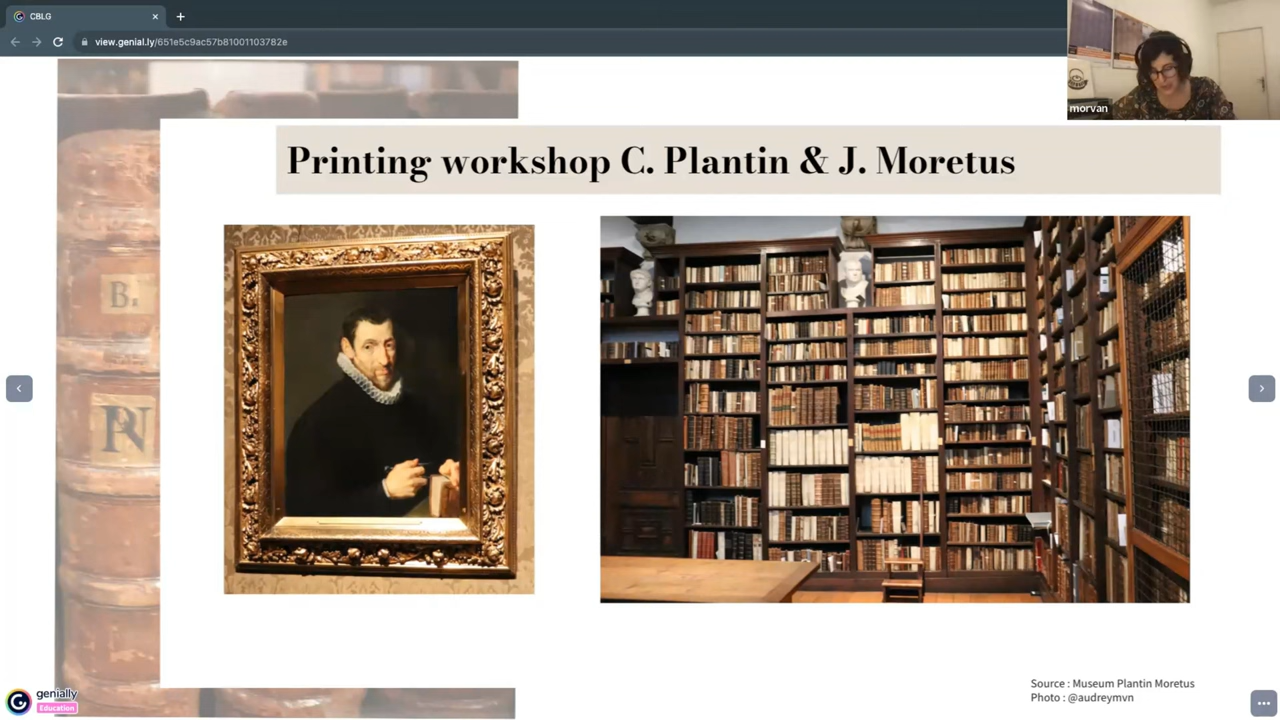 CBLG
view.genial.ly/651e5c9ac57b81001103782e
morvan
Printing workshop C. Plantin & J. Moretus
B.
genially
Education
Source : Museum Plantin Moretus
Photo : @audreymvn